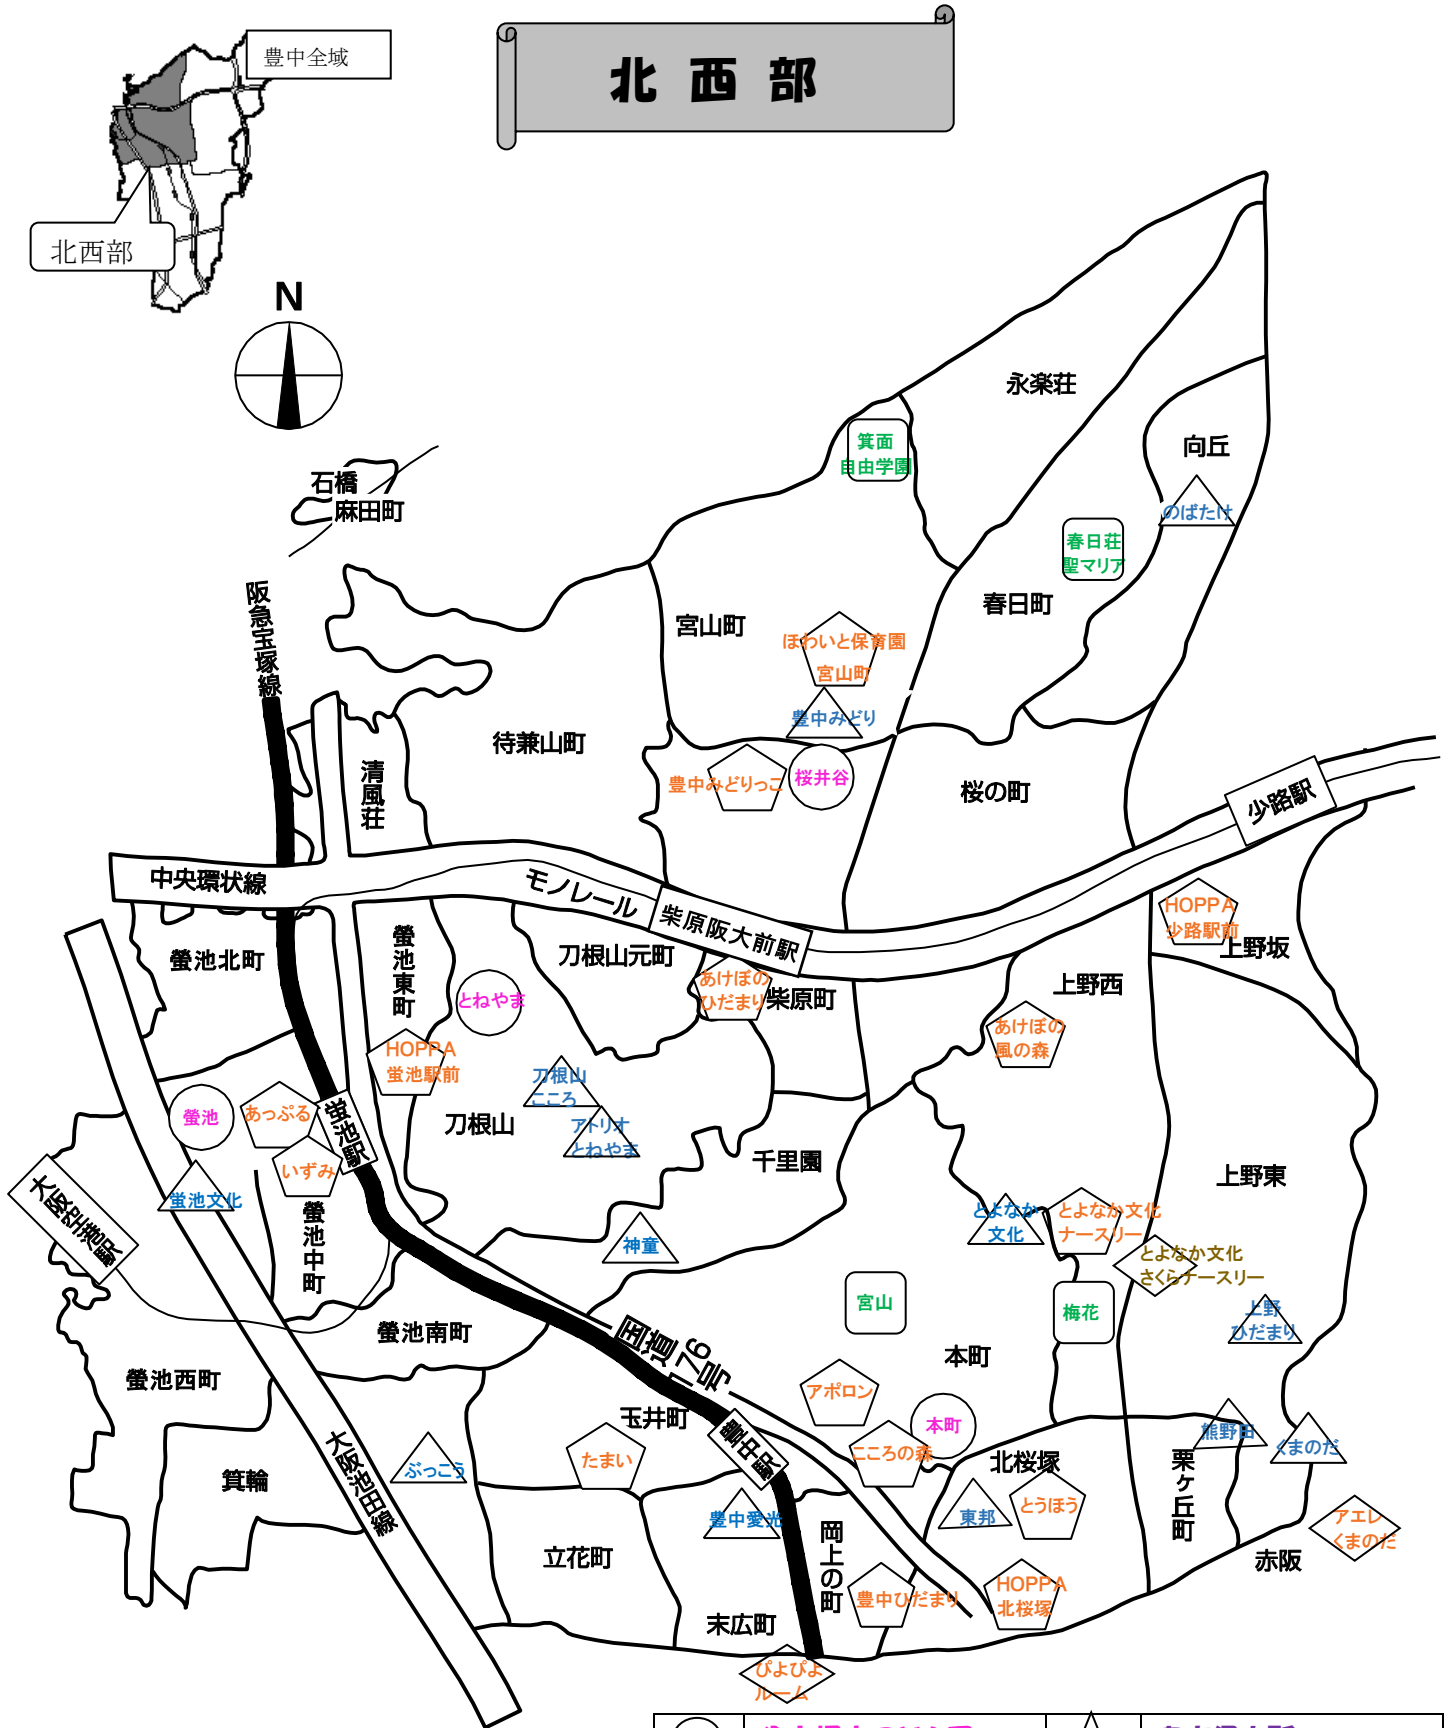 豊中全域
北西部
北西部
N
永楽荘
箕面
自由学園
向丘
石橋
麻田町
のばたけ
春日荘
聖マリア
阪急宝塚線
春日町
宮山町
ほわいと保育園
宮山町
豊中みどり
待兼山町
清風荘
豊中みどりっこ
桜井谷
桜の町
少路駅
中央環状線
モノレール
柴原阪大前駅
HOPPA
少路駅前
上野坂
螢池北町
螢池東町
刀根山元町
とねやま
あけぼの
ひだまり
柴原町
上野西
あけぼの
風の森
HOPPA
蛍池駅前
刀根山
こころ
螢池
あっぷる
螢池駅
刀根山
アトリオ
とねやま
千里園
いずみ
上野東
大阪空港駅
蛍池文化
螢池中町
神童
とよなか
文化
とよなか文化
ナースリー
とよなか文化
さくらナースリー
宮山
梅花
上野
ひだまり
螢池南町
国道176号
本町
螢池西町
アポロン
玉井町
本町
豊中駅
こころの森
熊野田
くまのだ
大阪池田線
ぶっこう
たまい
北桜塚
栗ヶ丘町
箕輪
豊中愛光
東邦
とうほう
アエレ
くまのだ
岡上の町
立花町
赤阪
豊中ひだまり
HOPPA
北桜塚
末広町
ぴよぴよ
ルーム